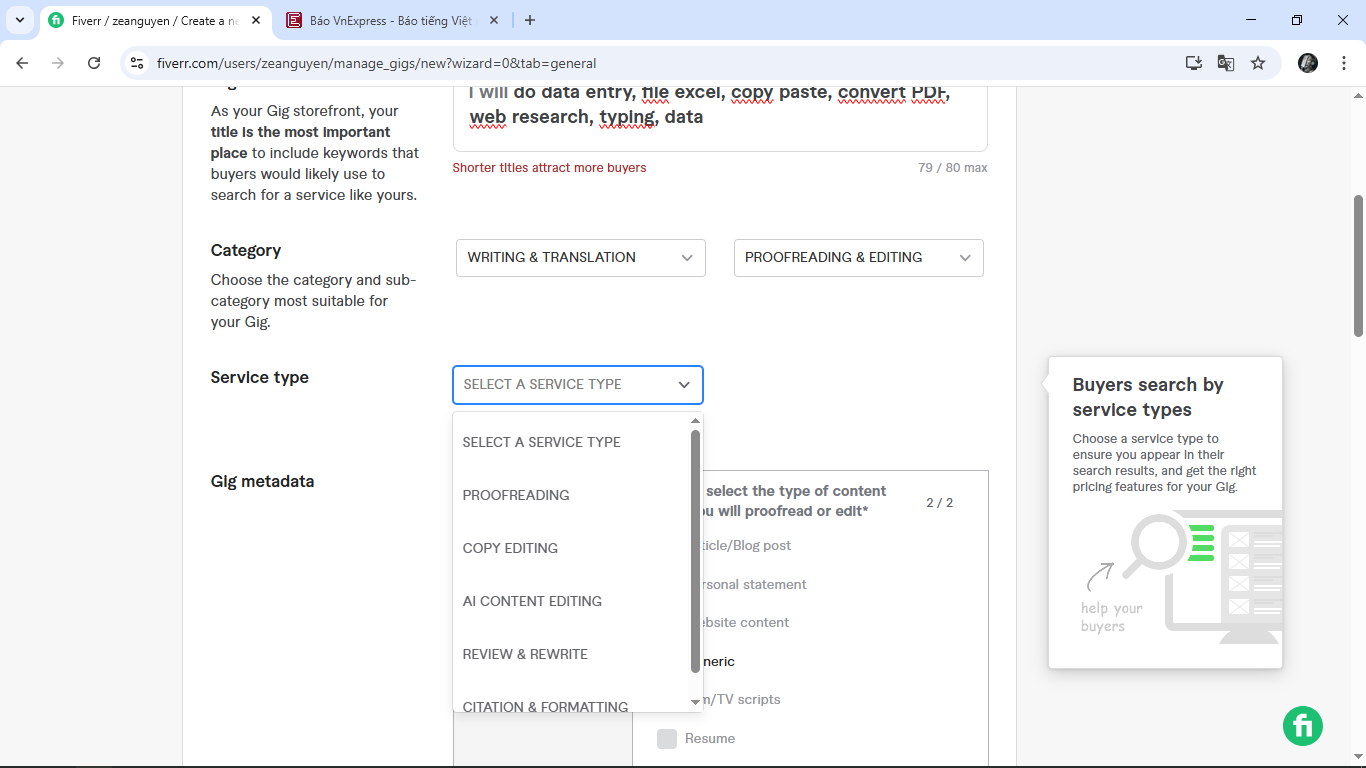 Fiverr / zeanguyen / Create a ne
Báo VnExpress - Báo tiếng Việt
fiverr.com/users/zeanguyen/manage_gigs/new?wizard=0&tab=general
As your Gig storefront, your
title is the most important
place to include keywords that
buyers would likely use to
search for a service like yours.
I will do data entry, file excel, copy paste, convert PDF,
web research, typing, data
Shorter titles attract more buyers
79 / 80 max
Category
Choose the category and sub-
category most suitable for
your Gig.
WRITING & TRANSLATION
PROOFREADING & EDITING
Service type
SELECT A SERVICE TYPE
SELECT A SERVICE TYPE
PROOFREADING
COPY EDITING
AI CONTENT EDITING
REVIEW & REWRITE
CITATION & FORMATTING
Buyers search by
service types
Choose a service type to
ensure you appear in their
search results, and get the right
pricing features for your Gig.
help your
buyers
Gig metadata
select the type of content
ou will proofread or edit*
2 / 2
ticle/Blog post
rsonal statement
ebsite content
neric
m/TV scripts
Resume
fi